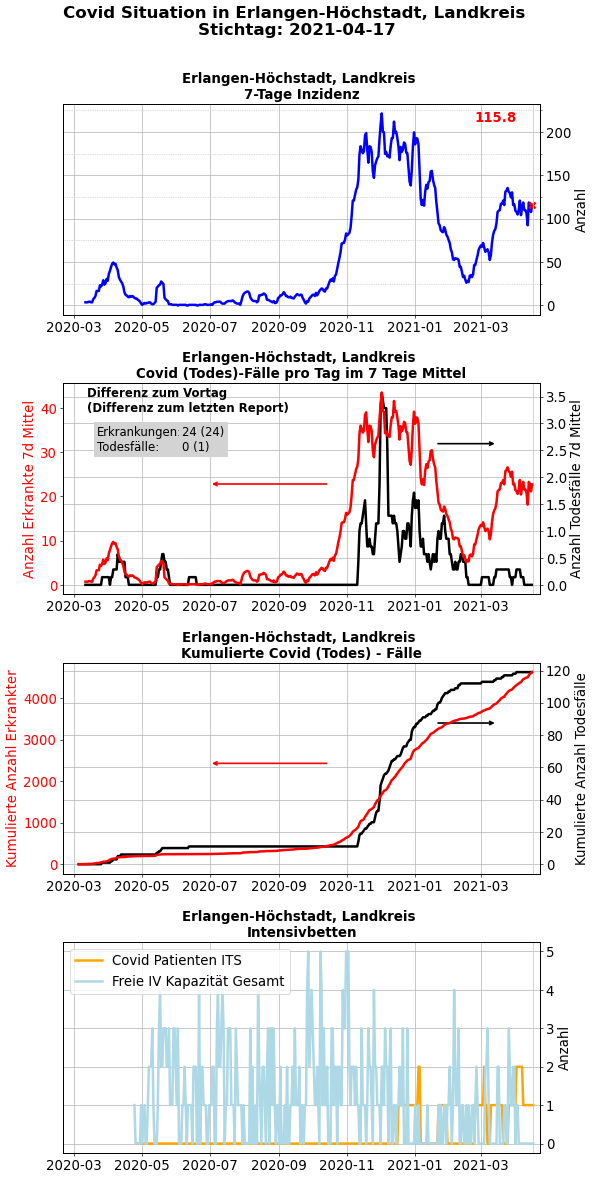 Covid Situation in Erlangen-Höchstadt, Landkreis
Stichtag: 2021-04-17
Erlangen-Höchstadt, Landkreis
7-Tage Inzidenz
115.8
200
150
100
50
0
Anzahl
2020-03 2020-05 2020-07 2020-09 2020-11 2021-01 2021-03
Erlangen-Höchstadt, Landkreis
Covid (Todes)-Fälle pro Tag im 7 Tage Mittel
Differenz zum Vortag
(Differenz zum letzten Report)
Erkrankungen: 24 (24)
Todesfälle: 0 (1)
Anzahl Erkrankte 7d Mittel
40
30
20
10
0
3.5
3.0
2.5
2.0
1.5
1.0
0.5
0.0
Anzahl Todesfälle 7d Mittel
2020-03 2020-05 2020-07 2020-09 2020-11 2021-01 2021-03
Erlangen-Höchstadt, Landkreis
Kumulierte Covid (Todes) - Fälle
Kumulierte Anzahl Erkrankter
4000
3000
2000
1000
0
120
100
80
60
40
20
0
Kumulierte Anzahl Todesfälle
2020-03 2020-05 2020-07 2020-09 2020-11 2021-01 2021-03
Erlangen-Höchstadt, Landkreis
Intensivbetten
Covid Patienten ITS
Freie IV Kapazität Gesamt
5
4
3
2
1
0
Anzahl
2020-03 2020-05 2020-07 2020-09 2020-11 2021-01 2021-03